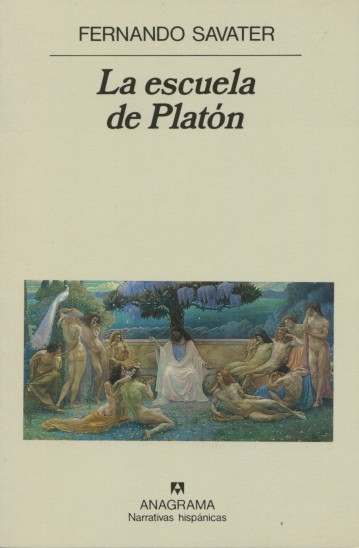 FERNANDO SAVATER
La escuela
de Platón
ANAGRAMA
Narrativas hispánicas